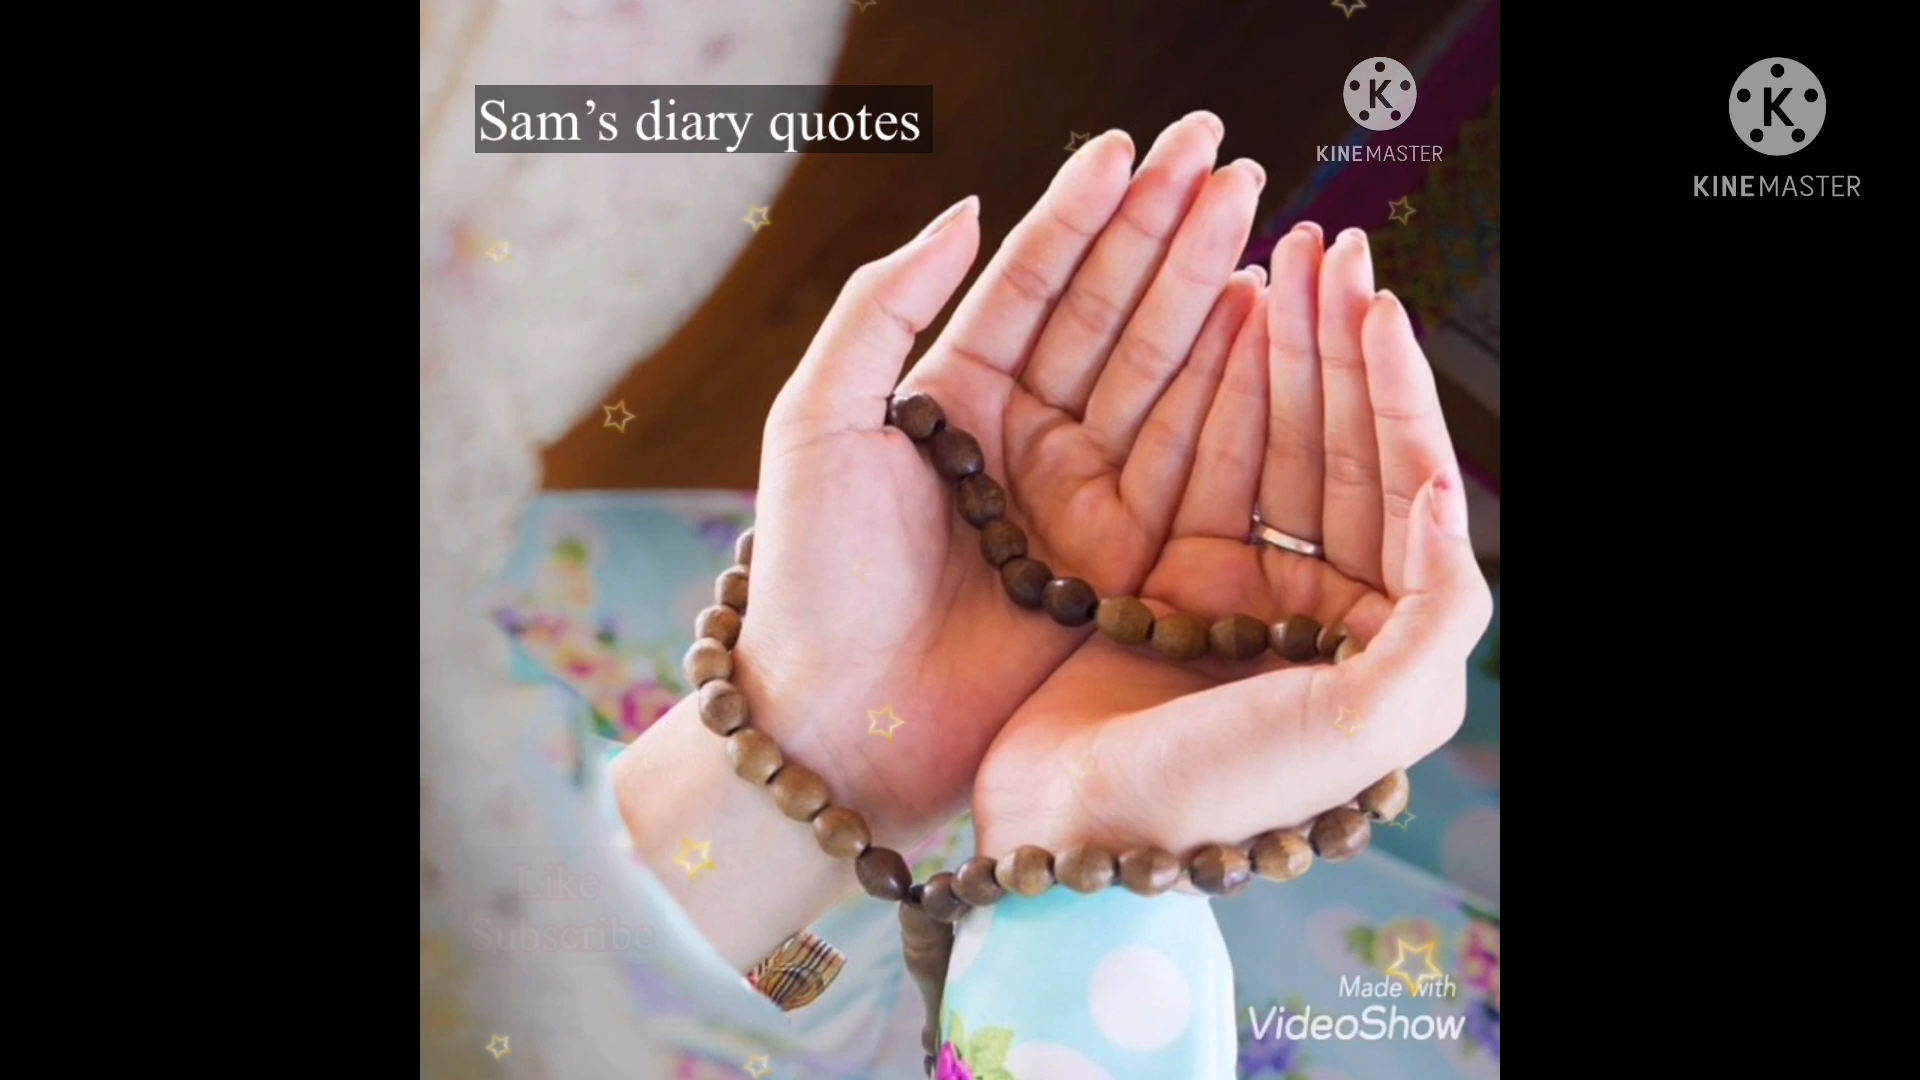 Sam's diary quotes
K
KINEMASTER
K
KINEMASTER
Like
Subscribe
Made with
VideoShow